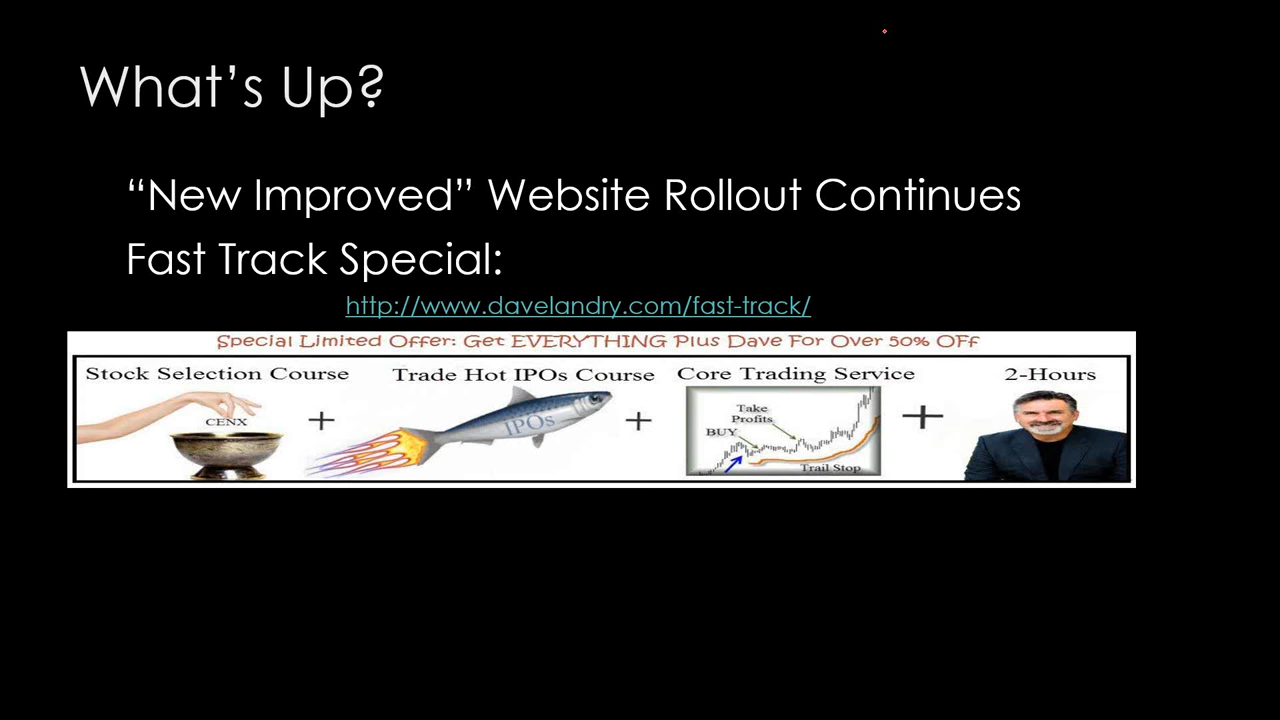 What’s Up?
“New Improved” Website Rollout Continues
Fast Track Special:
http://www.davelandry.com/fast-track/
Special Limited Offer: Get EVERYTHING Plus Dave For Over 50% OFf
Stock Selection Course + Trade Hot IPOs Course + Core Trading Service + 2-Hours
CENX
IPOs
Take
Profits
BUY
Trail Stop